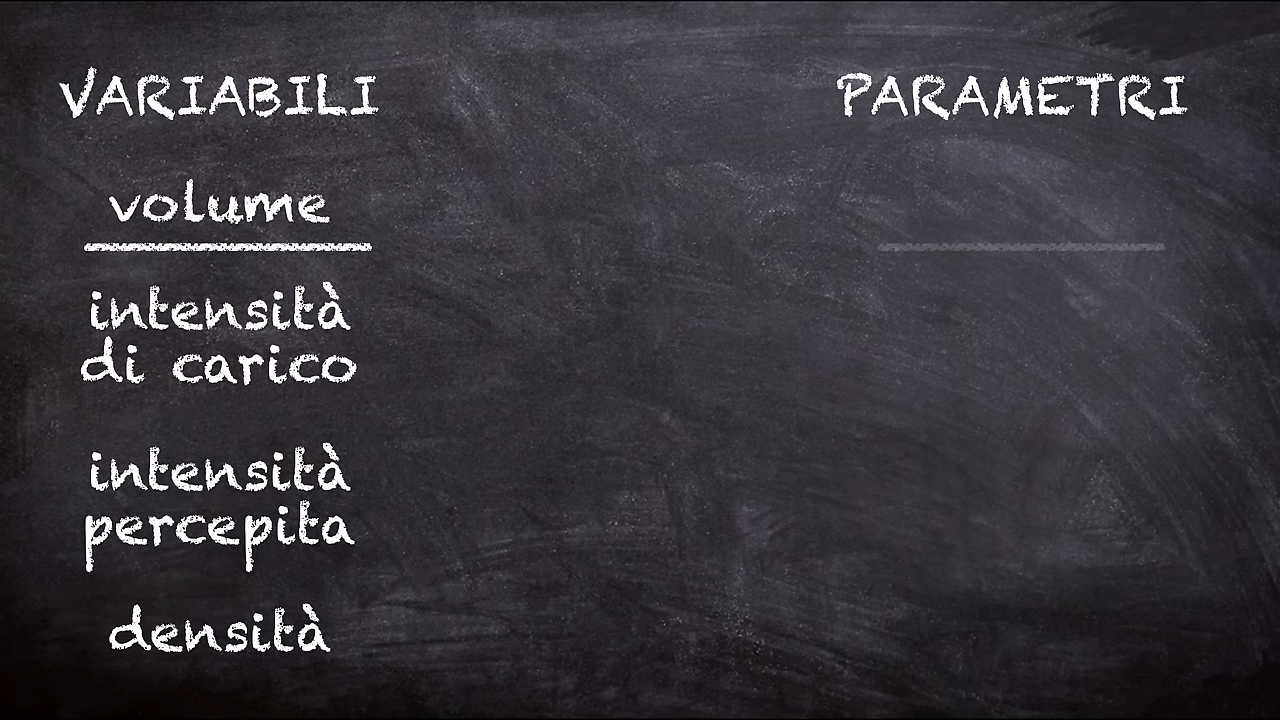 VARIABILI
PARAMETRI
volume
intensità
di carico
intensità
percepita
densità